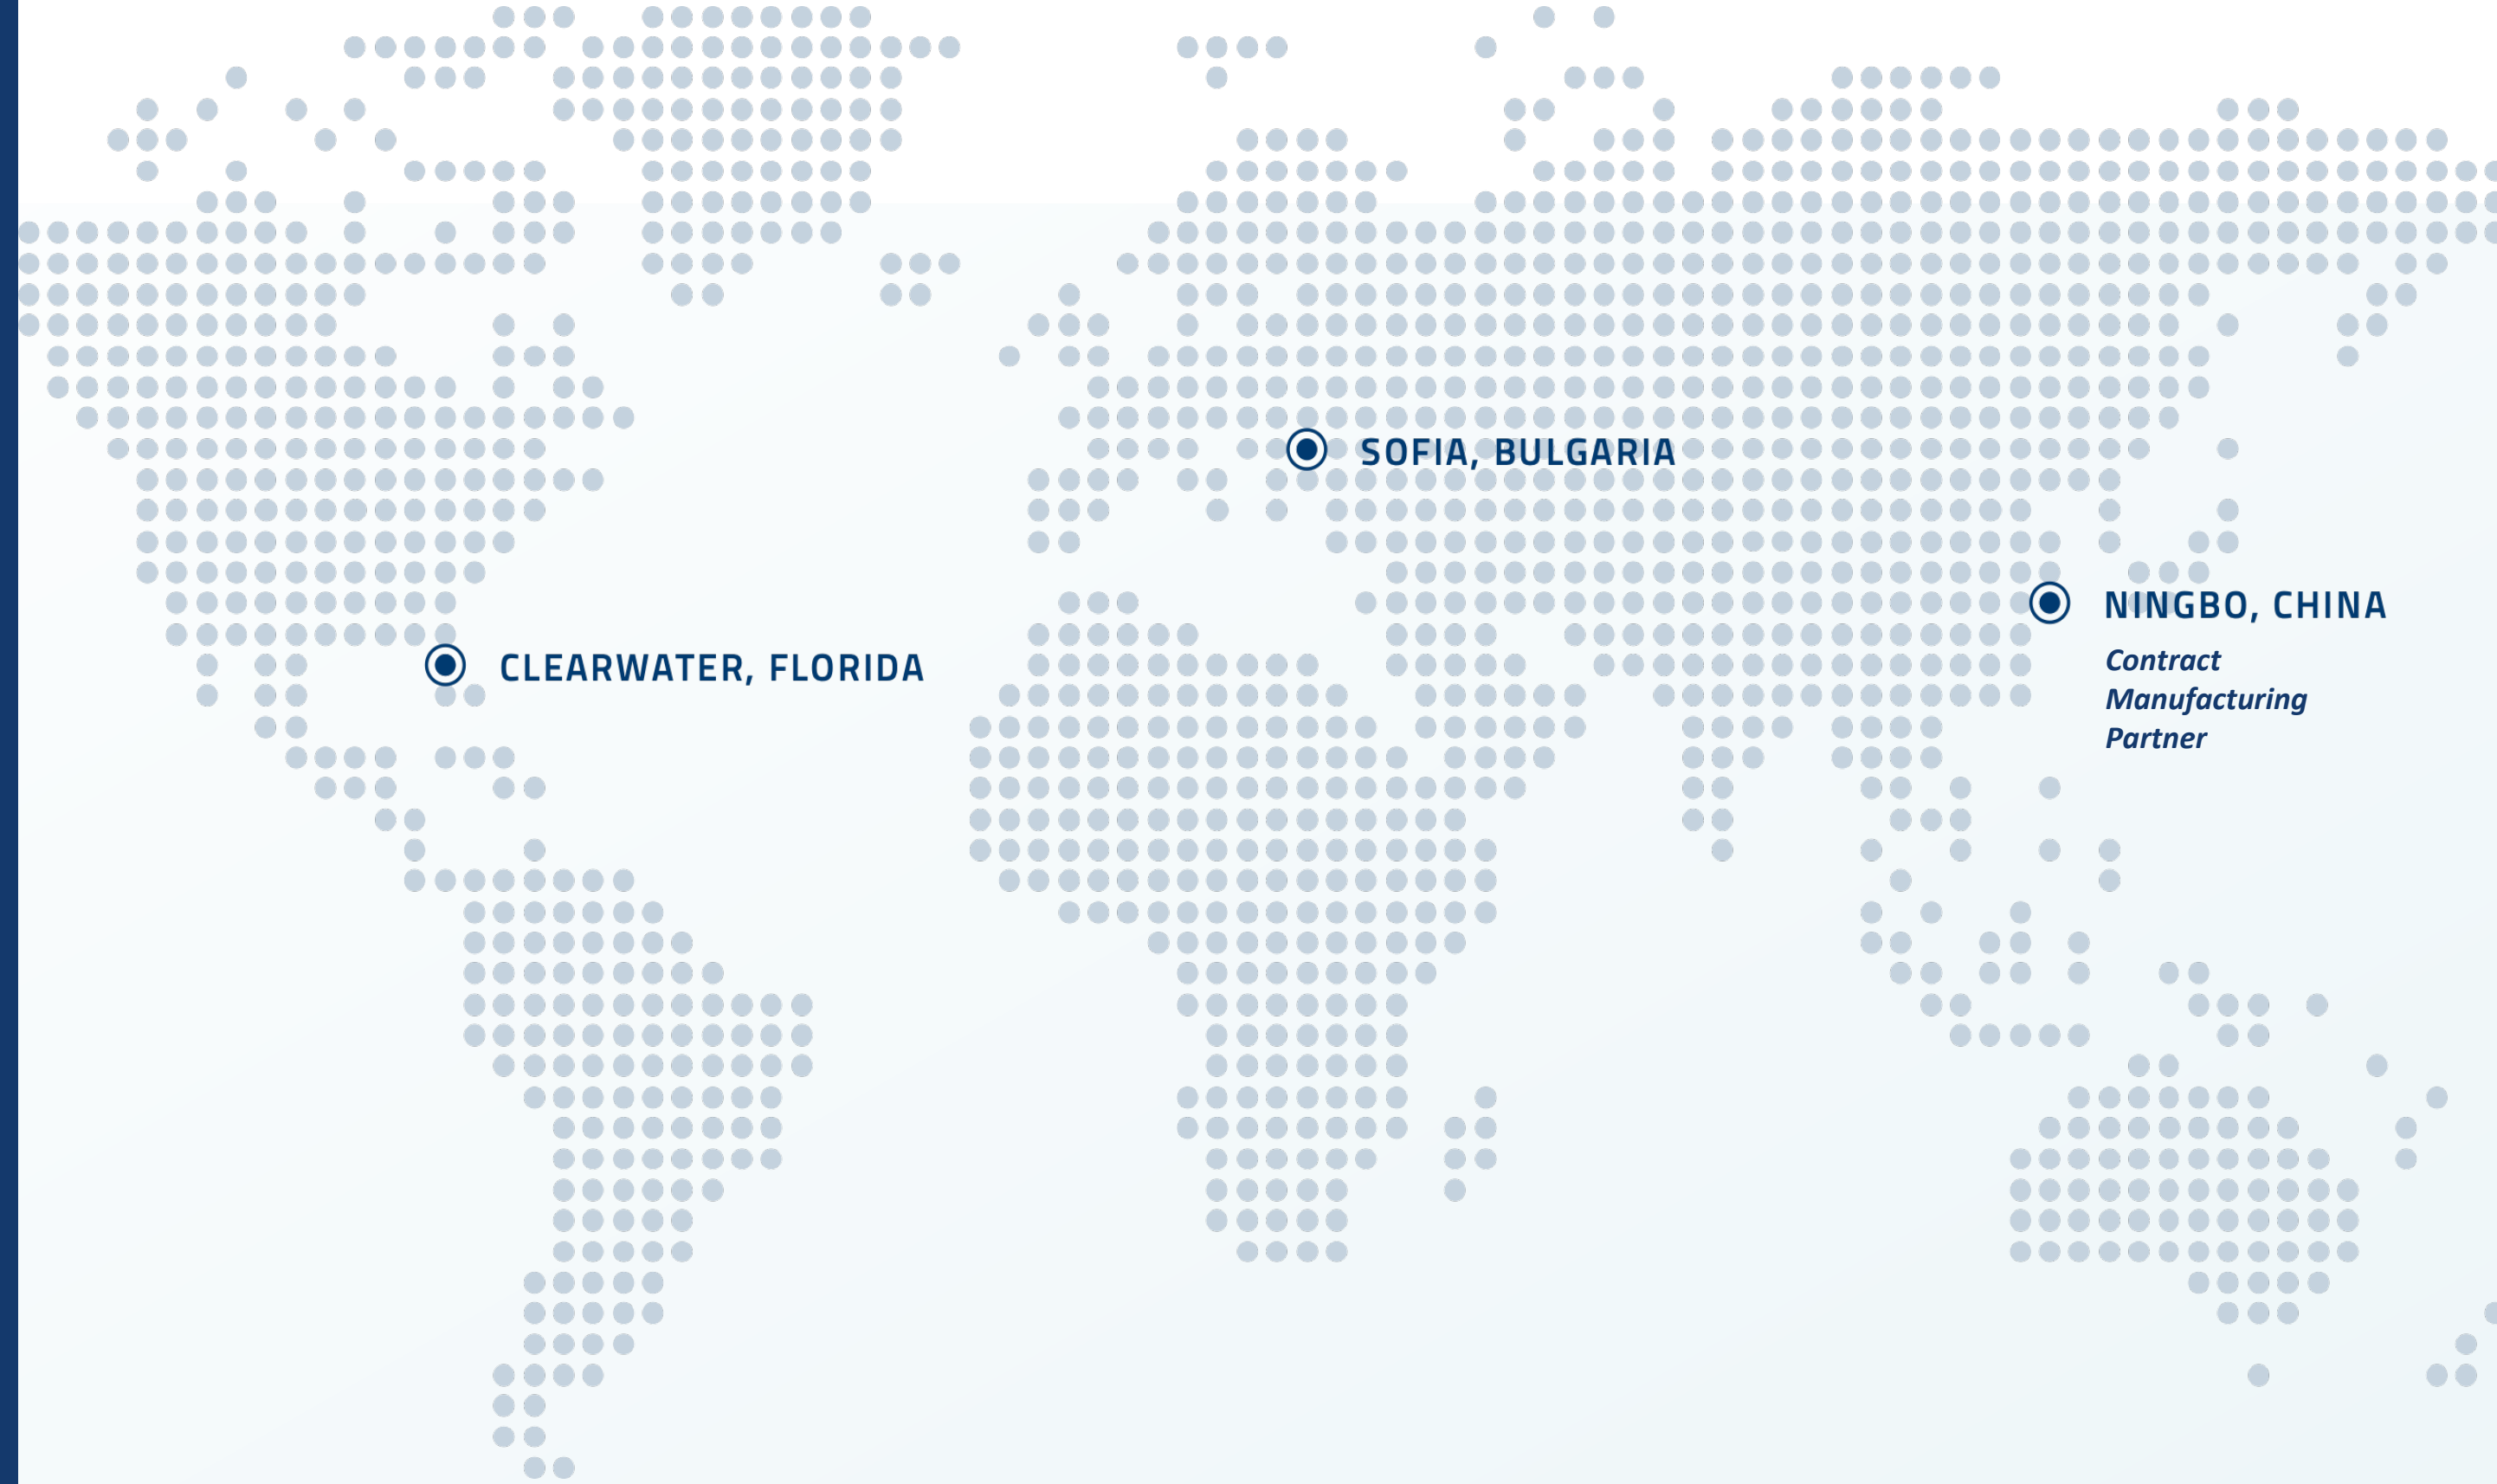 SOFIA, BULGARIA
NINGBO, CHINA
Contract
Manufacturing
Partner
CLEARWATER, FLORIDA